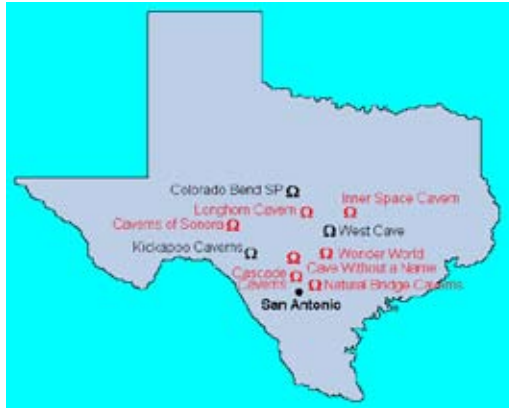 Colorado Bend SP Ω
Longhorn Cavern Ω
Inner Space Cavern
Ω
Caverns of Sonora Ω
Ω West Cave
Kickapoo Caverns Ω
Ω Wonder World
Ω
Cave Without a Name
Cascade
Caverns Ω
Ω Natural Bridge Caverns
San Antonio